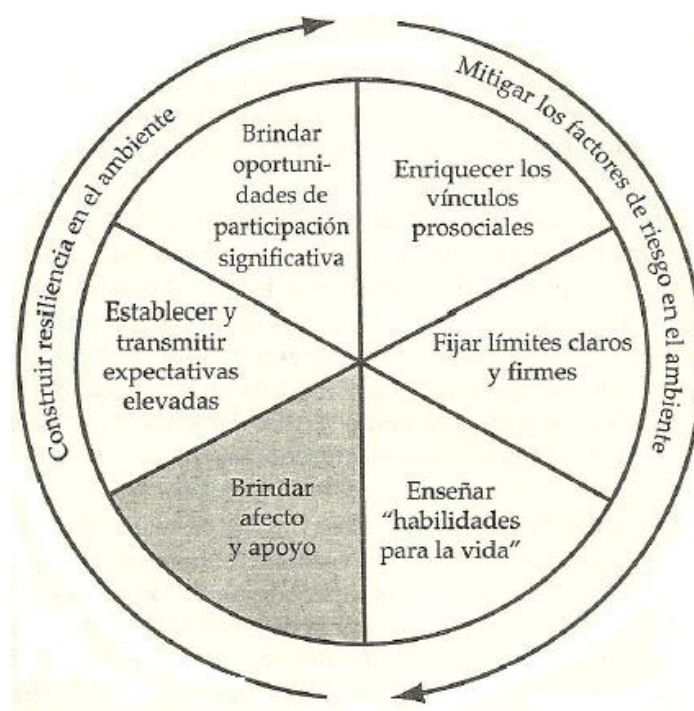 Construir resiliencia en el ambiente
Mitigar los factores de riesgo en el ambiente
Brindar
oportuni-
dades de
participación
significativa
Enriquecer los
vínculos
prosociales
Fijar límites claros
y firmes
Enseñar
“habilidades
para la vida”
Brindar
afecto
y apoyo
Establecer y
transmitir
expectativas
elevadas